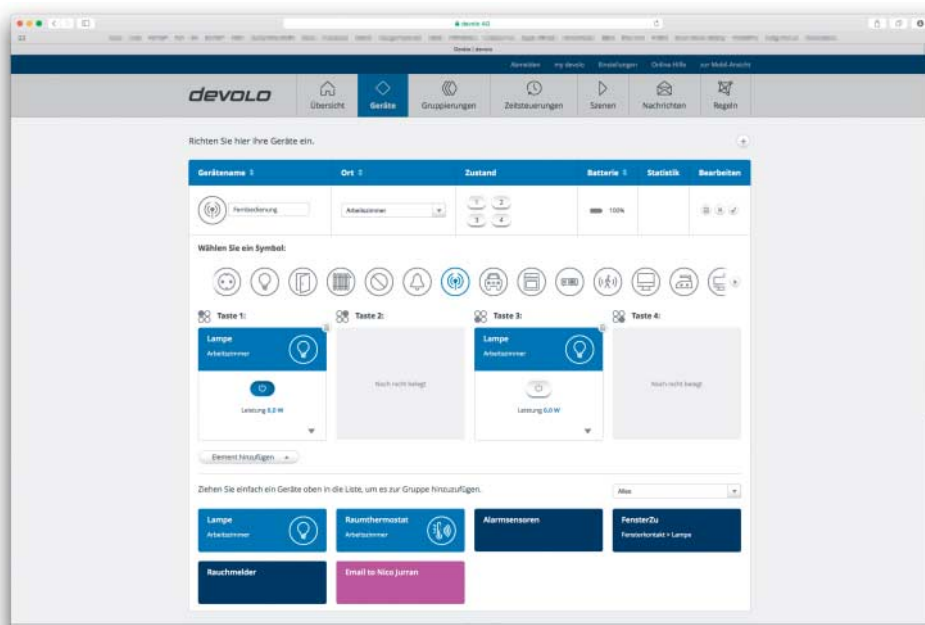 devolo AG
Geräte | devolo
Abmelden my devolo Einstellungen Online Hilfe zur Mobil-Ansicht
devolo
Übersicht Geräte Gruppierungen Zeitsteuerungen Szenen Nachrichten Regeln
Richten Sie hier Ihre Geräte ein.
Gerätename Ort Zustand Batterie Statistik Bearbeiten
Fernbedienung Arbeitszimmer 1 2 100%
3 4
Wählen Sie ein Symbol:
Taste 1: Taste 2: Taste 3: Taste 4:
Lampe Lampe
Arbeitszimmer Arbeitszimmer
Noch nicht belegt Noch nicht belegt
Leistung 0.0 W
Element hinzufügen
Ziehen Sie einfach ein Geräte oben in die Liste, um es zur Gruppe hinzuzufügen. Alles
Lampe Raumthermostat Alarmsensoren FensterZu
Arbeitszimmer Arbeitszimmer Fensterkontakt > Lampe
Rauchmelder Email to Nico Jurran